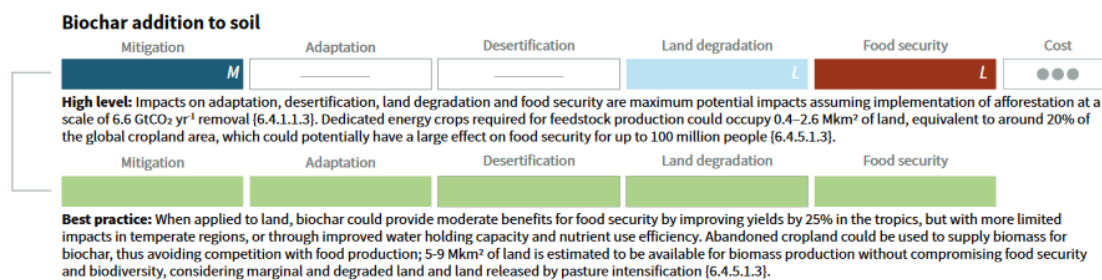 Biochar addition to soil
Mitigation Adaptation Desertification Land degradation Food security Cost
M L L
High level: Impacts on adaptation, desertification, land degradation and food security are maximum potential impacts assuming implementation of afforestation at a
scale of 6.6 GtCO₂ yr⁻¹ removal {6.4.1.1.3}. Dedicated energy crops required for feedstock production could occupy 0.4–2.6 Mkm² of land, equivalent to around 20% of
the global cropland area, which could potentially have a large effect on food security for up to 100 million people {6.4.5.1.3}.
Mitigation Adaptation Desertification Land degradation Food security
Best practice: When applied to land, biochar could provide moderate benefits for food security by improving yields by 25% in the tropics, but with more limited
impacts in temperate regions, or through improved water holding capacity and nutrient use efficiency. Abandoned cropland could be used to supply biomass for
biochar, thus avoiding competition with food production; 5-9 Mkm² of land is estimated to be available for biomass production without compromising food security
and biodiversity, considering marginal and degraded land and land released by pasture intensification {6.4.5.1.3}.